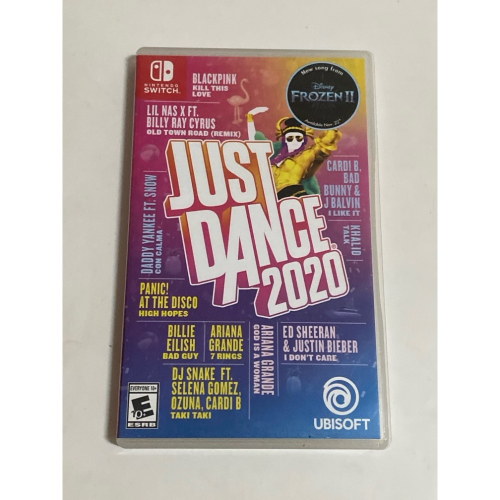 NINTENDO
SWITCH
BLACKPINK
KILL THIS
LOVE
New song from
Disney
FROZEN II
LIL NAS X FT.
BILLY RAY CYRUS
OLD TOWN ROAD (REMIX)
CARDI B,
BAD
BUNNY &
J BALVIN
I LIKE IT
DADDY YANKEE FT. SNOW
CON CALMA
KHALID
TALK
JUST
DANCE
2020
PANIC!
AT THE DISCO
HIGH HOPES
BILLIE
EILISH
BAD GUY
ARIANA
GRANDE
7 RINGS
ARIANA GRANDE
GOD IS A WOMAN
ED SHEERAN
& JUSTIN BIEBER
I DON'T CARE
DJ SNAKE FT.
SELENA GOMEZ,
OZUNA, CARDI B
TAKI TAKI
EVERYONE 10+
E
ESRB
UBISOFT